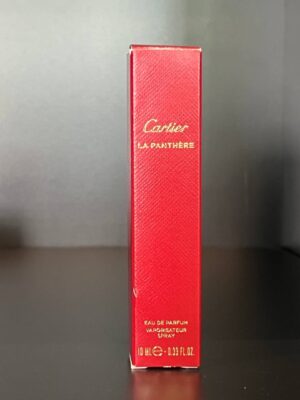 Cartier
LA PANTHÈRE
EAU DE PARFUM
VAPORISATEUR
SPRAY
10 ML ℮ - 0.33 FL.OZ.